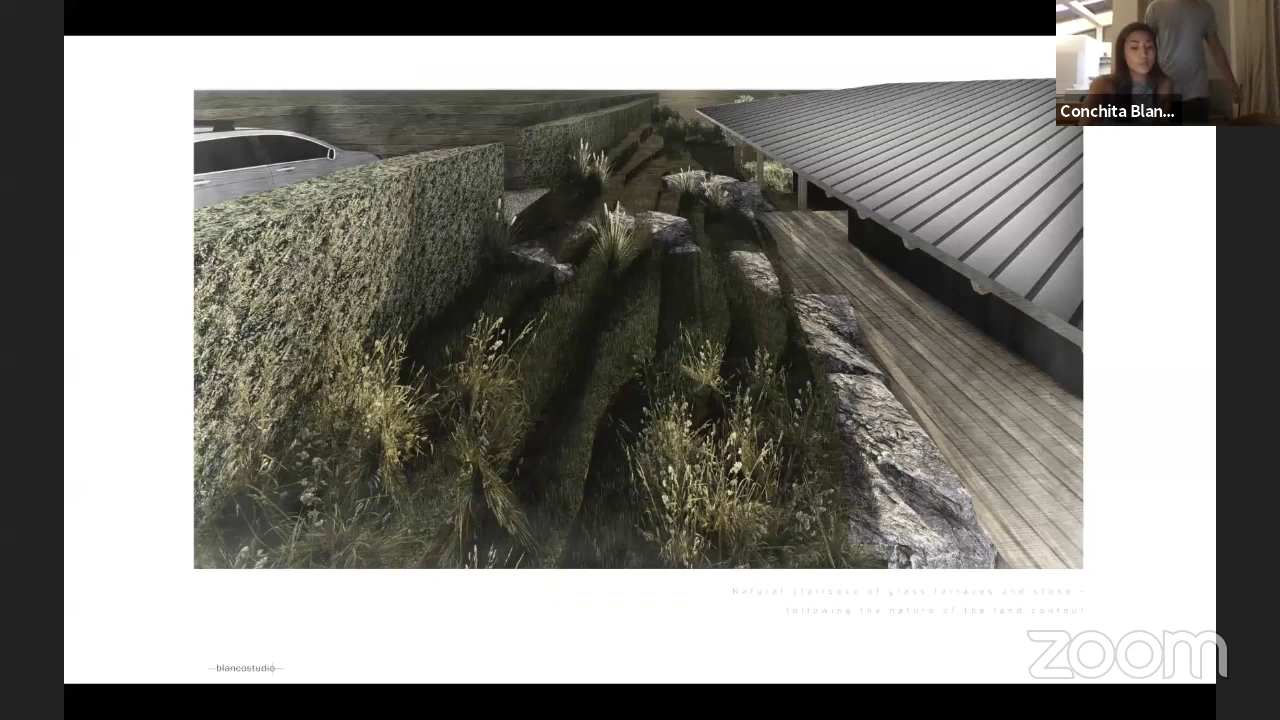 Conchita Blan...
Natural staircase of grass terraces and stone -
following the nature of the land contour
blancostudio
zoom